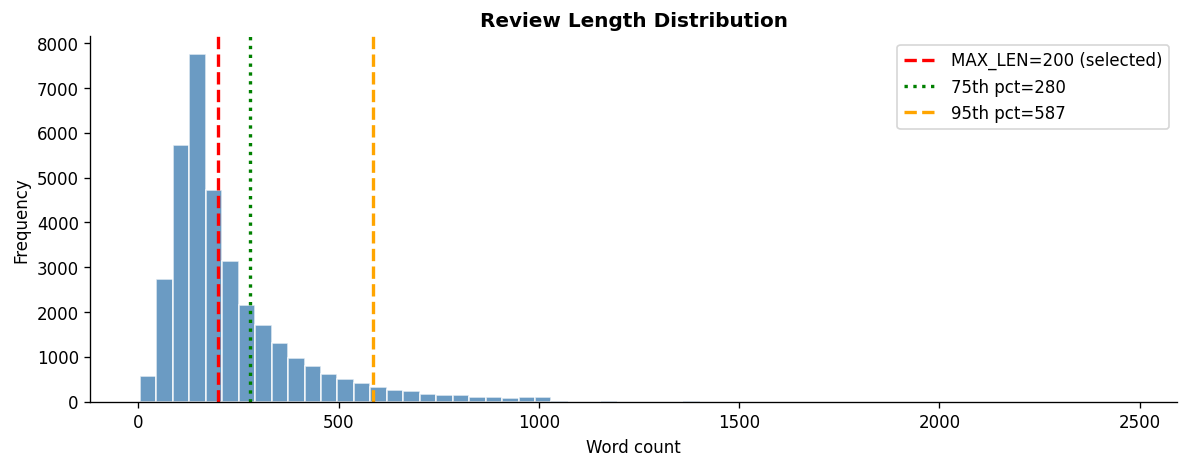 Review Length Distribution
8000
7000
6000
5000
4000
3000
2000
1000
0
Frequency
MAX_LEN=200 (selected)
75th pct=280
95th pct=587
0 500 1000 1500 2000 2500
Word count